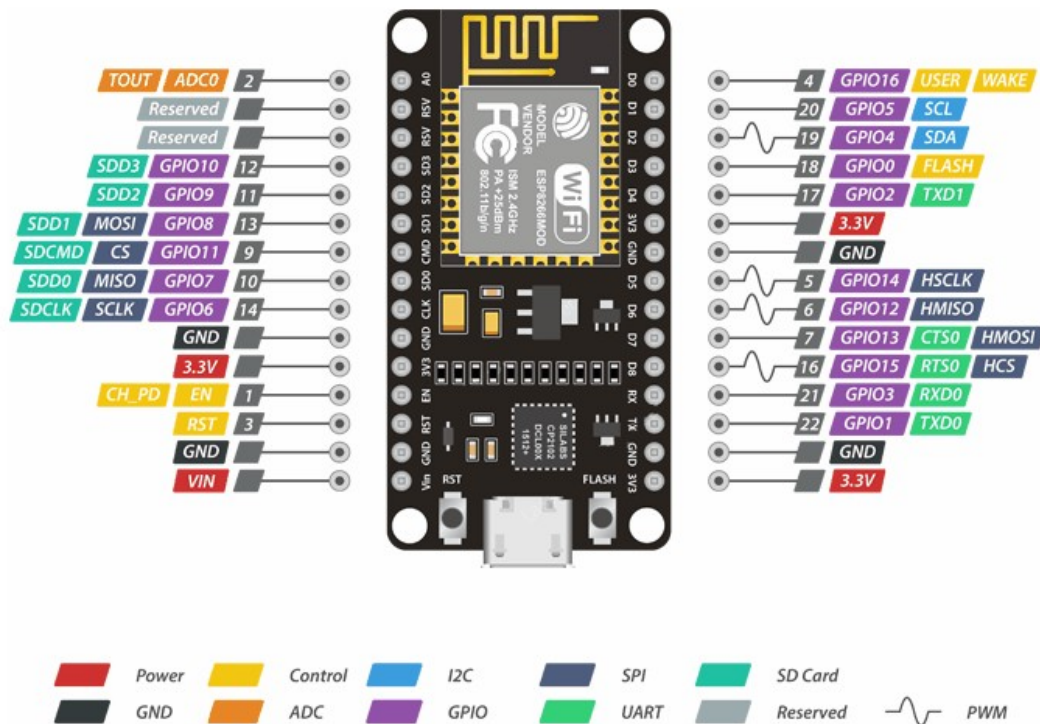 TOUT ADC0 2
Reserved
Reserved
SDD3 GPIO10 12
SDD2 GPIO9 11
SDD1 MOSI GPIO8 13
SDCMD CS GPIO11 9
SDD0 MISO GPIO7 10
SDCLK SCLK GPIO6 14
GND
3.3V
CH_PD EN 1
RST 3
GND
VIN
A0
RSV
RSV
SD3
SD2
SD1
CMD
SD0
CLK
GND
3V3
EN
RST
GND
Vin
MODEL
VENDOR
FCC
WiFi
ESP8266MOD
ISM 2.4GHz
PA +25dBm
802.11b/g/n
SILABS
CP2102
DCL00X
1512+
RST
FLASH
D0
D1
D2
D3
D4
3V3
GND
D5
D6
D7
D8
RX
TX
GND
3V3
4 GPIO16 USER WAKE
20 GPIO5 SCL
19 GPIO4 SDA
18 GPIO0 FLASH
17 GPIO2 TXD1
3.3V
GND
5 GPIO14 HSCLK
6 GPIO12 HMISO
7 GPIO13 CTS0 HMOSI
16 GPIO15 RTS0 HCS
21 GPIO3 RXD0
22 GPIO1 TXD0
GND
3.3V
Power Control I2C SPI SD Card
GND ADC GPIO UART Reserved PWM